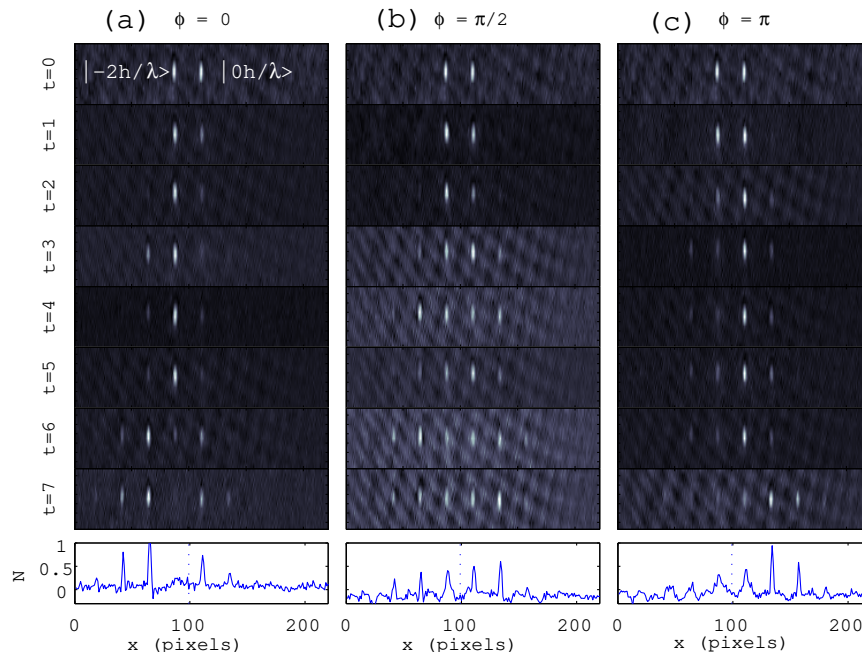 (a) ϕ = 0 (b) ϕ = π/2 (c) ϕ = π
t=0
|-2h/λ> |0h/λ>
t=1
t=2
t=3
t=4
t=5
t=6
t=7
1
N 0.5
0
0 100 200 0 100 200 0 100 200
x (pixels) x (pixels) x (pixels)